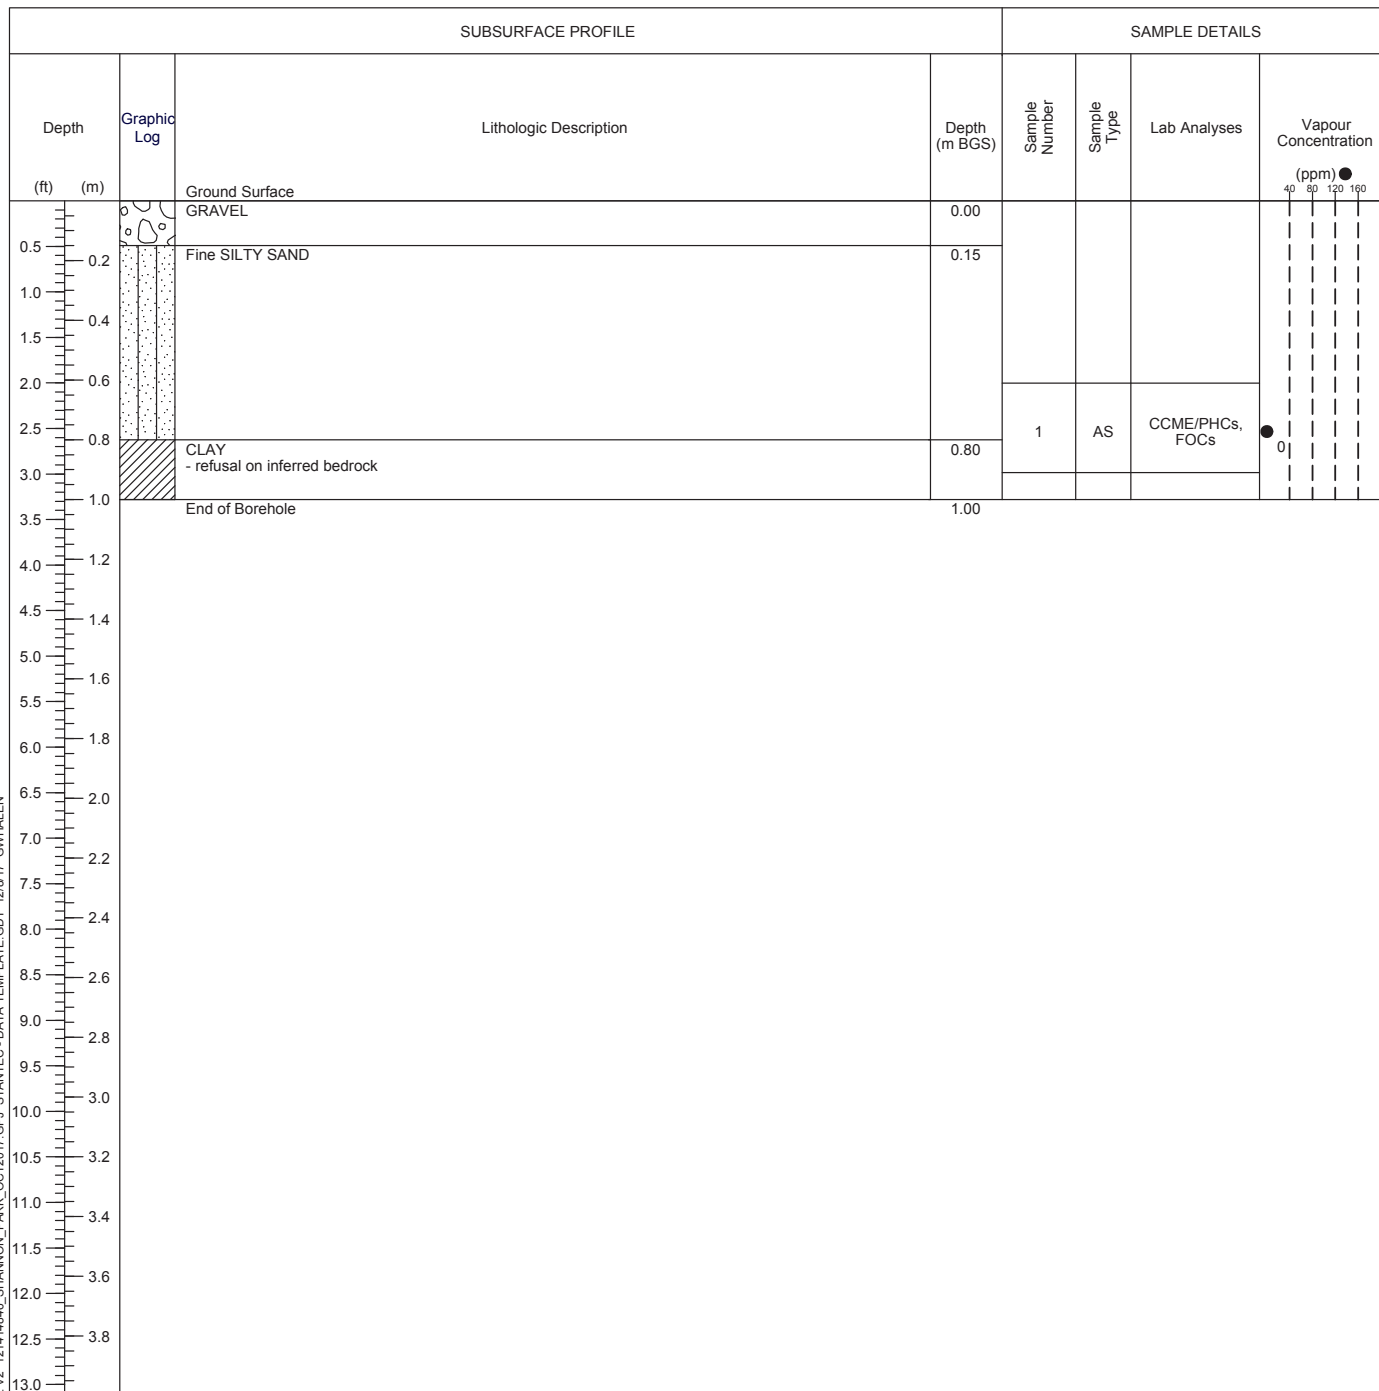 SUBSURFACE PROFILE
SAMPLE DETAILS
Depth
Graphic
Log
Lithologic Description
Depth
(m BGS)
Sample
Number
Sample
Type
Lab Analyses
Vapour
Concentration
(ppm)
(ft) (m)
Ground Surface
40 80 120 160
GRAVEL 0.00
Fine SILTY SAND 0.15
1 AS CCME/PHCs,
FOCs
0
CLAY 0.80
- refusal on inferred bedrock
End of Borehole 1.00
0.5
1.0
1.5
2.0
2.5
3.0
3.5
4.0
4.5
5.0
5.5
6.0
6.5
7.0
7.5
8.0
8.5
9.0
9.5
10.0
10.5
11.0
11.5
12.0
12.5
13.0
0.2
0.4
0.6
0.8
1.0
1.2
1.4
1.6
1.8
2.0
2.2
2.4
2.6
2.8
3.0
3.2
3.4
3.6
3.8